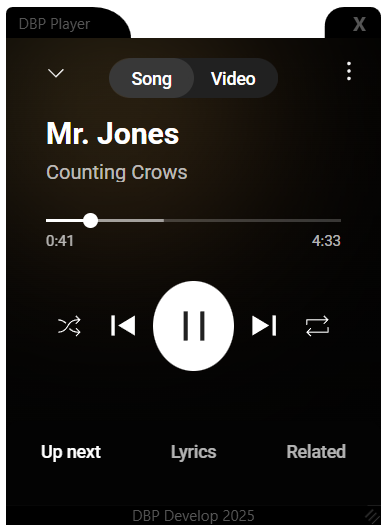 DBP Player X
Song Video
Mr. Jones
Counting Crows
0:41 4:33
Up next Lyrics Related
DBP Develop 2025